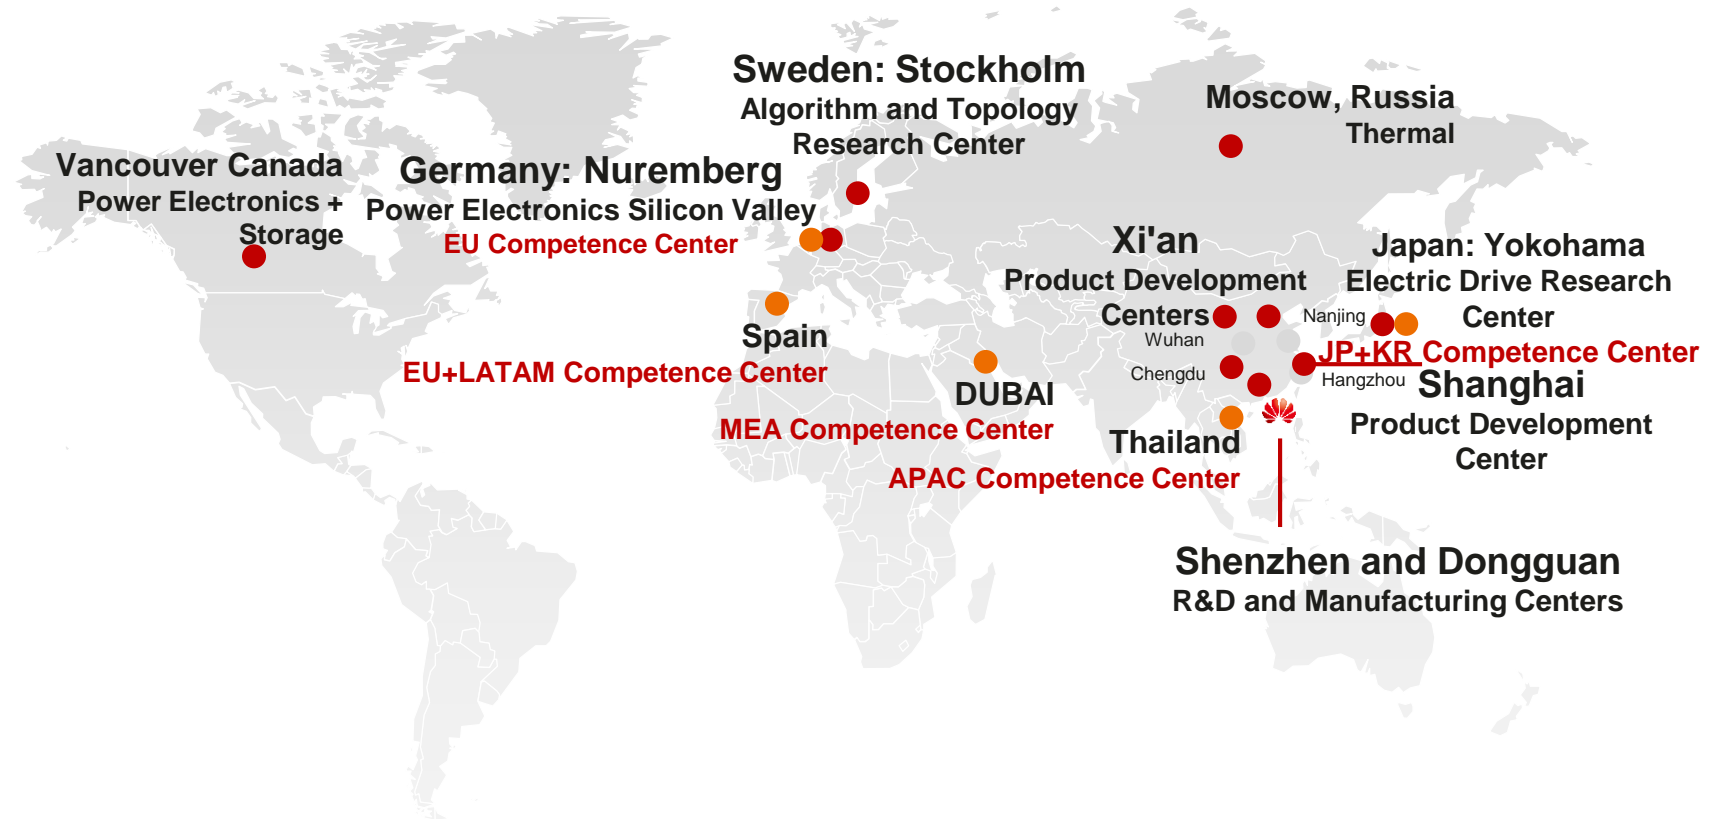 Sweden: Stockholm
Algorithm and Topology
Research Center
Moscow, Russia
Thermal
Vancouver Canada
Power Electronics +
Storage
Germany: Nuremberg
Power Electronics Silicon Valley
EU Competence Center
Xi'an
Product Development
Centers
Japan: Yokohama
Electric Drive Research
Center
JP+KR Competence Center
Nanjing
Wuhan
Chengdu
Hangzhou
Spain
EU+LATAM Competence Center
DUBAI
MEA Competence Center
Shanghai
Product Development
Center
Thailand
APAC Competence Center
Shenzhen and Dongguan
R&D and Manufacturing Centers